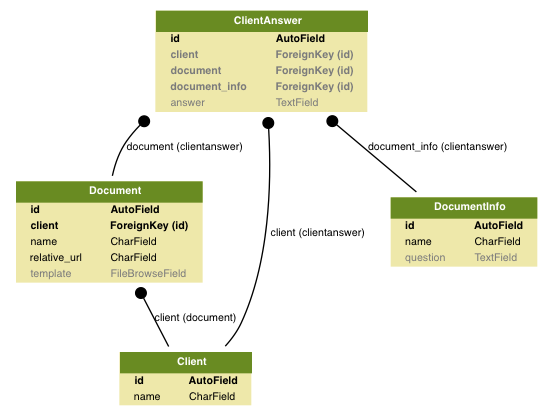 ClientAnswer
id AutoField
client ForeignKey (id)
document ForeignKey (id)
document_info ForeignKey (id)
answer TextField
document (clientanswer)
document_info (clientanswer)
Document
id AutoField
client ForeignKey (id)
name CharField
relative_url CharField
template FileBrowseField
DocumentInfo
id AutoField
name CharField
question TextField
client (clientanswer)
client (document)
Client
id AutoField
name CharField